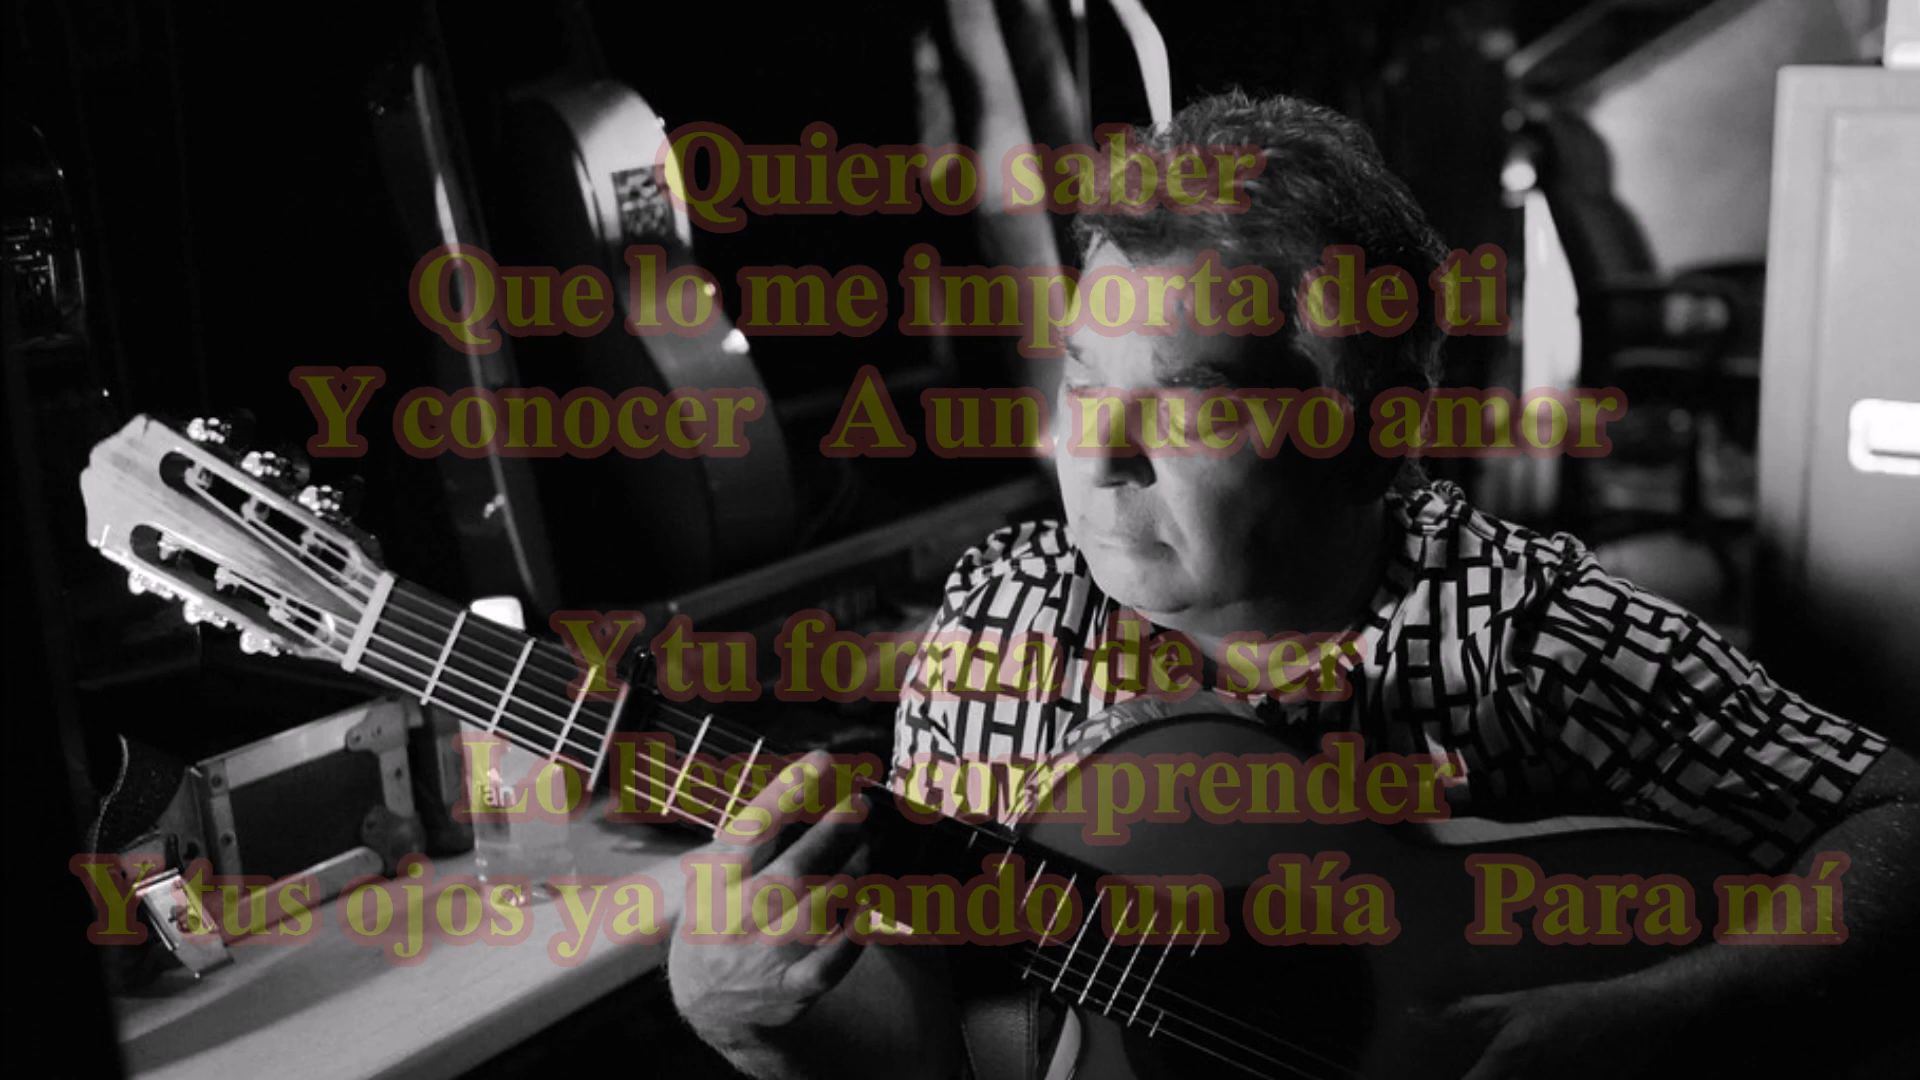 Quiero saber
Que lo me importa de ti
Y conocer   A un nuevo amor
Y tu forma de ser
Lo llegar comprender
Y tus ojos ya llorando un día   Para mí